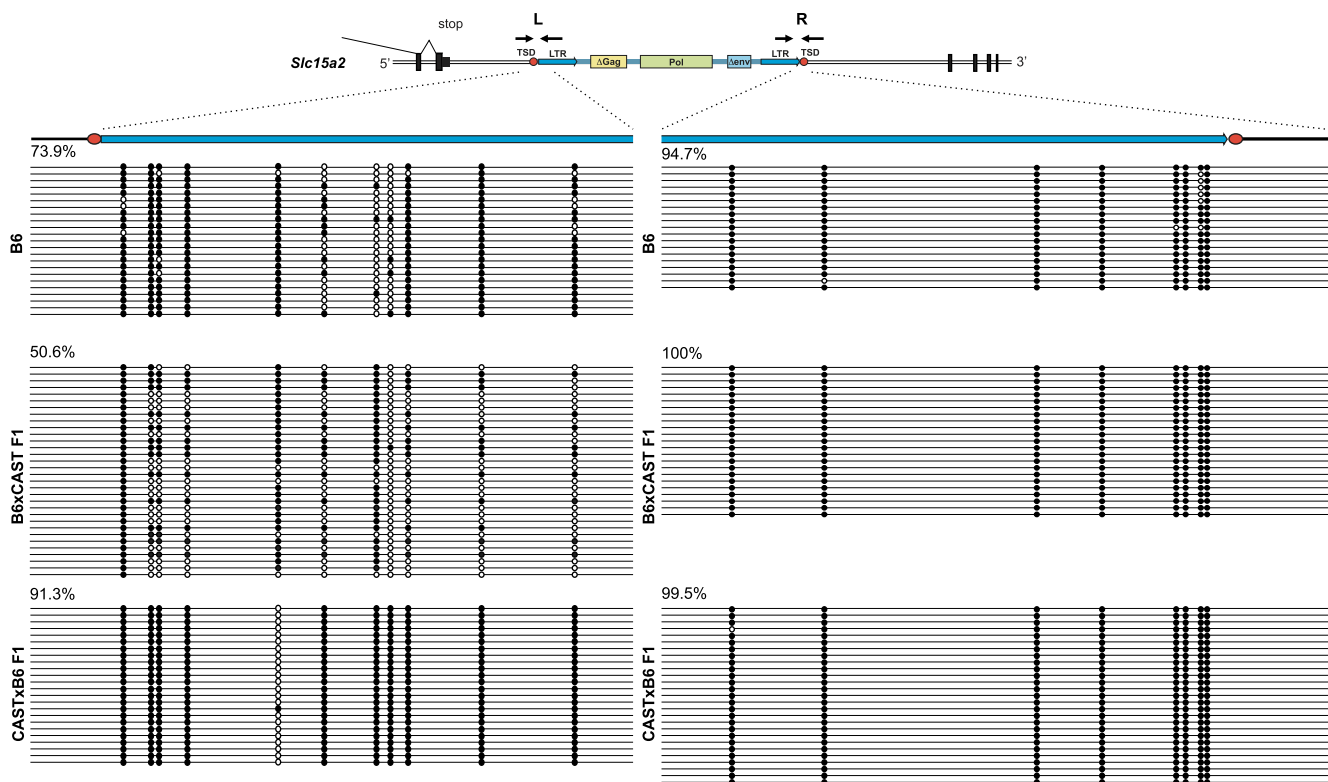 stop
L
R
TSD
LTR
LTR
TSD
Slc15a2
5’
ΔGag
Pol
Δenv
3’
73.9%
94.7%
B6
B6
50.6%
100%
B6xCAST F1
B6xCAST F1
91.3%
99.5%
CASTxB6 F1
CASTxB6 F1